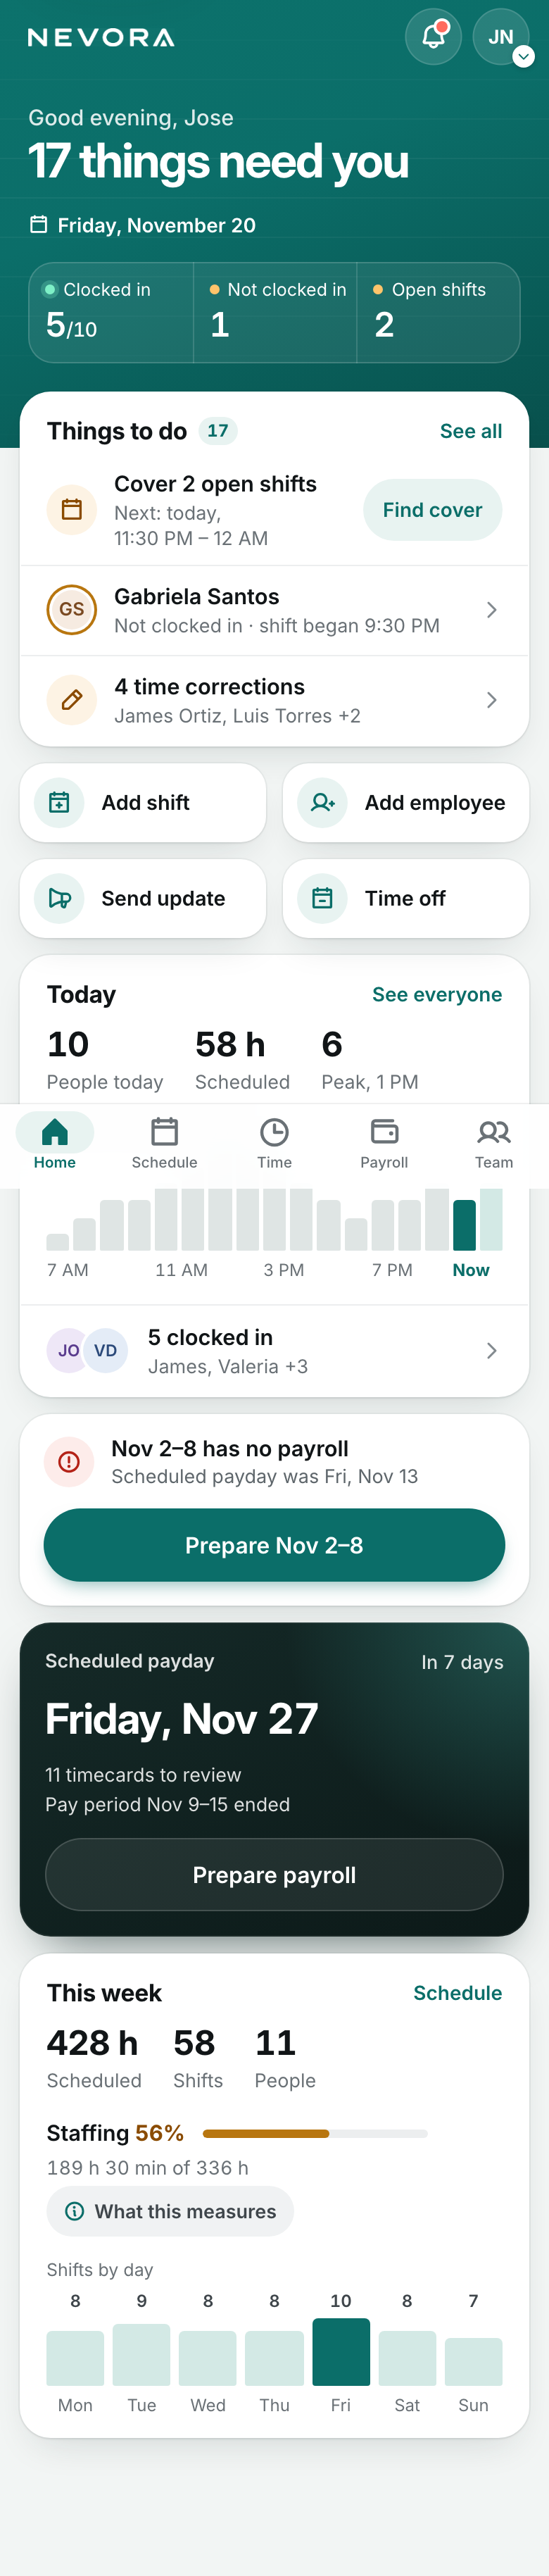 NEVORA
JN
Good evening, Jose
17 things need you
Friday, November 20
Clocked in
5/10
Not clocked in
1
Open shifts
2
Things to do 17
See all
Cover 2 open shifts
Next: today,
11:30 PM – 12 AM
Find cover
GS
Gabriela Santos
Not clocked in · shift began 9:30 PM
4 time corrections
James Ortiz, Luis Torres +2
Add shift
Add employee
Send update
Time off
Today
See everyone
10
People today
58 h
Scheduled
6
Peak, 1 PM
Home
Schedule
Time
Payroll
Team
7 AM
11 AM
3 PM
7 PM
Now
JO
VD
5 clocked in
James, Valeria +3
Nov 2–8 has no payroll
Scheduled payday was Fri, Nov 13
Prepare Nov 2–8
Scheduled payday
In 7 days
Friday, Nov 27
11 timecards to review
Pay period Nov 9–15 ended
Prepare payroll
This week
Schedule
428 h
Scheduled
58
Shifts
11
People
Staffing 56%
189 h 30 min of 336 h
What this measures
Shifts by day
8 9 8 8 10 8 7
Mon Tue Wed Thu Fri Sat Sun